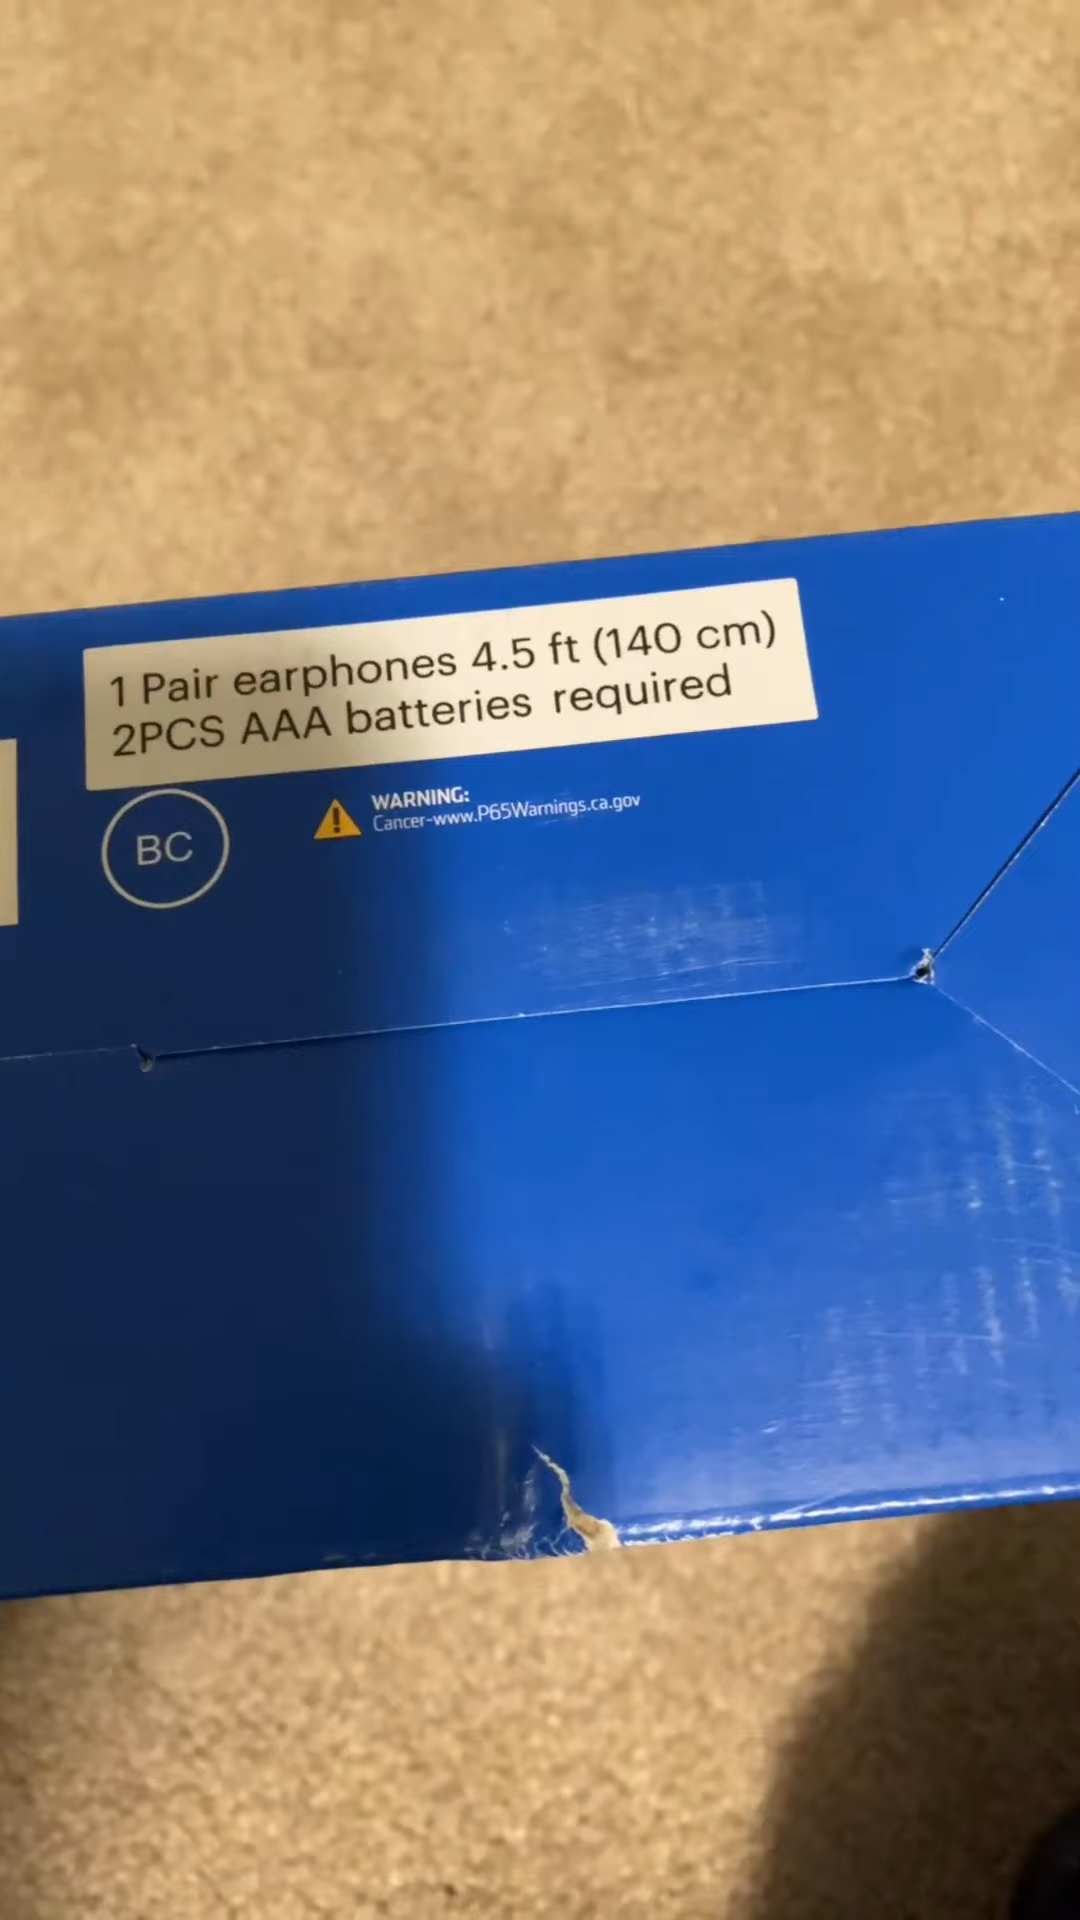 1 Pair earphones 4.5 ft (140 cm)
2PCS AAA batteries required
BC
WARNING:
Cancer-www.P65Warnings.ca.gov